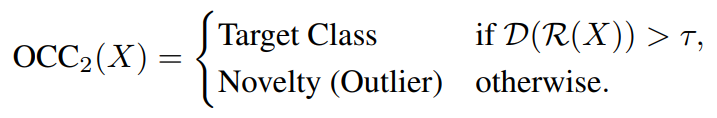 OCC₂(X) = { Target Class if 𝒟(ℛ(X)) > τ,
Novelty (Outlier) otherwise.